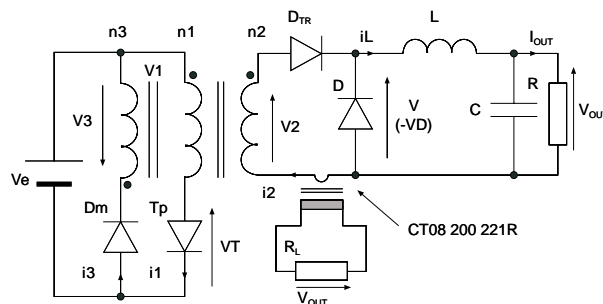 n3 n1 n2 DTR iL L IOUT
V1 D R
V3 V2 V C VOU
(-VD)
Ve
i2
Dm Tp CT08 200 221R
VT RL
i3 i1
VOUT